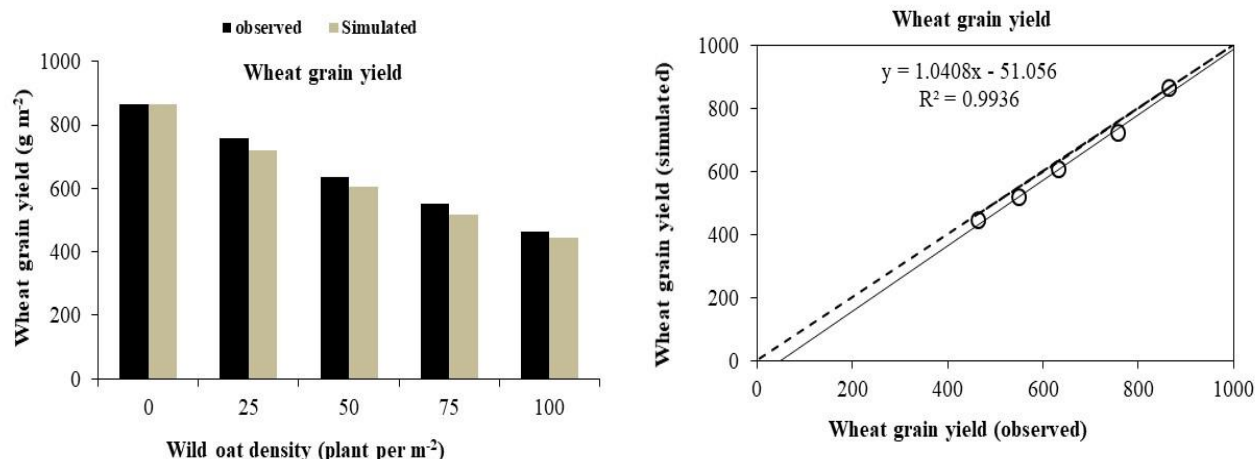 observed Simulated
Wheat grain yield
Wheat grain yield (g m-2)
1000
800
600
400
200
0
0 25 50 75 100
Wild oat density (plant per m-2)
Wheat grain yield
y = 1.0408x - 51.056
R² = 0.9936
Wheat grain yield (simulated)
1000
800
600
400
200
0
0 200 400 600 800 1000
Wheat grain yield (observed)